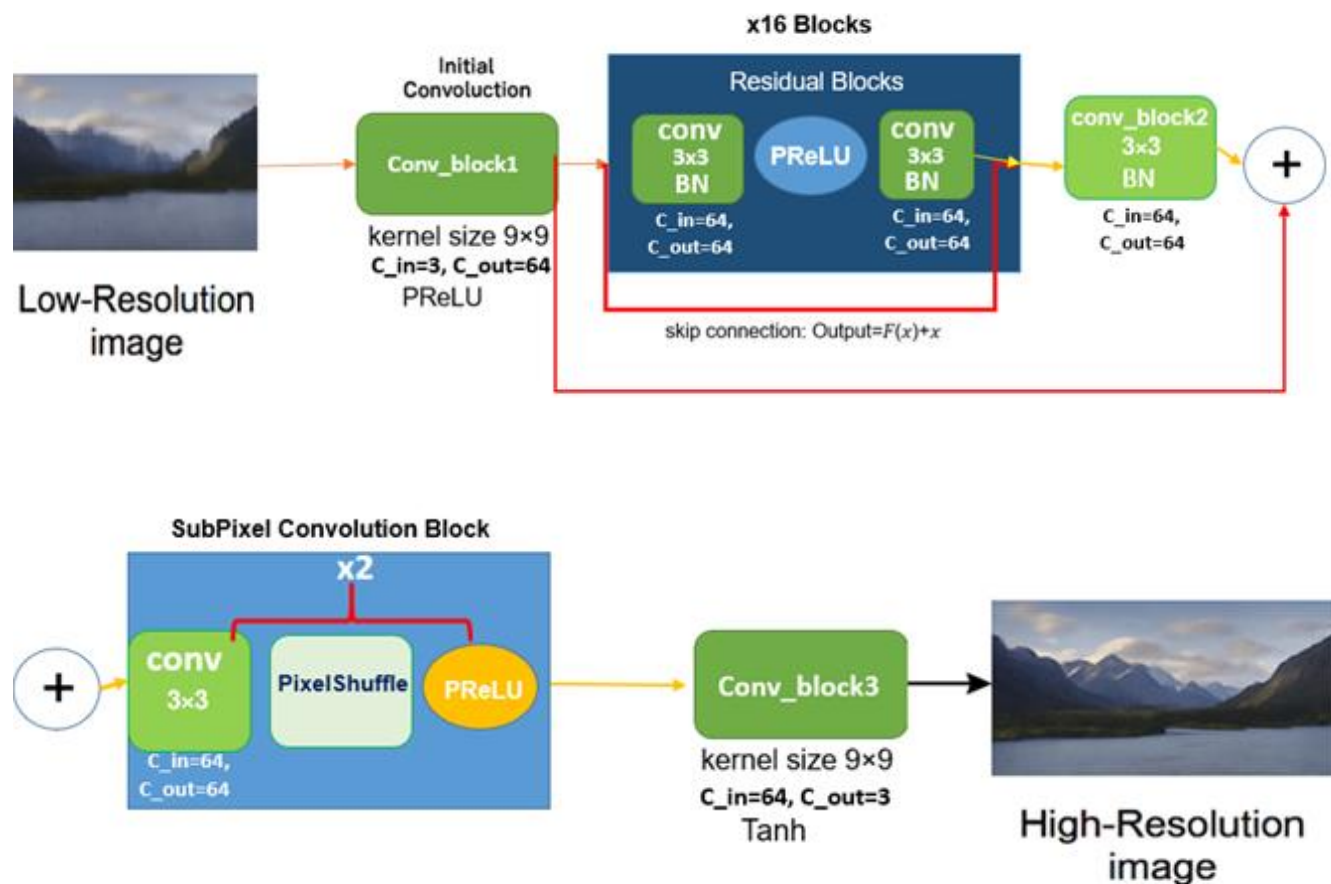 x16 Blocks
Initial
Convoluction
Residual Blocks
Conv_block1
conv
3x3
BN
PReLU
conv
3x3
BN
conv_block2
3×3
BN
+
C_in=64,
C_out=64
C_in=64,
C_out=64
C_in=64,
C_out=64
kernel size 9×9
C_in=3, C_out=64
PReLU
Low-Resolution
image
skip connection: Output=F(x)+x
SubPixel Convolution Block
x2
+
conv
3×3
PixelShuffle
PReLU
Conv_block3
C_in=64,
C_out=64
kernel size 9×9
C_in=64, C_out=3
Tanh
High-Resolution
image